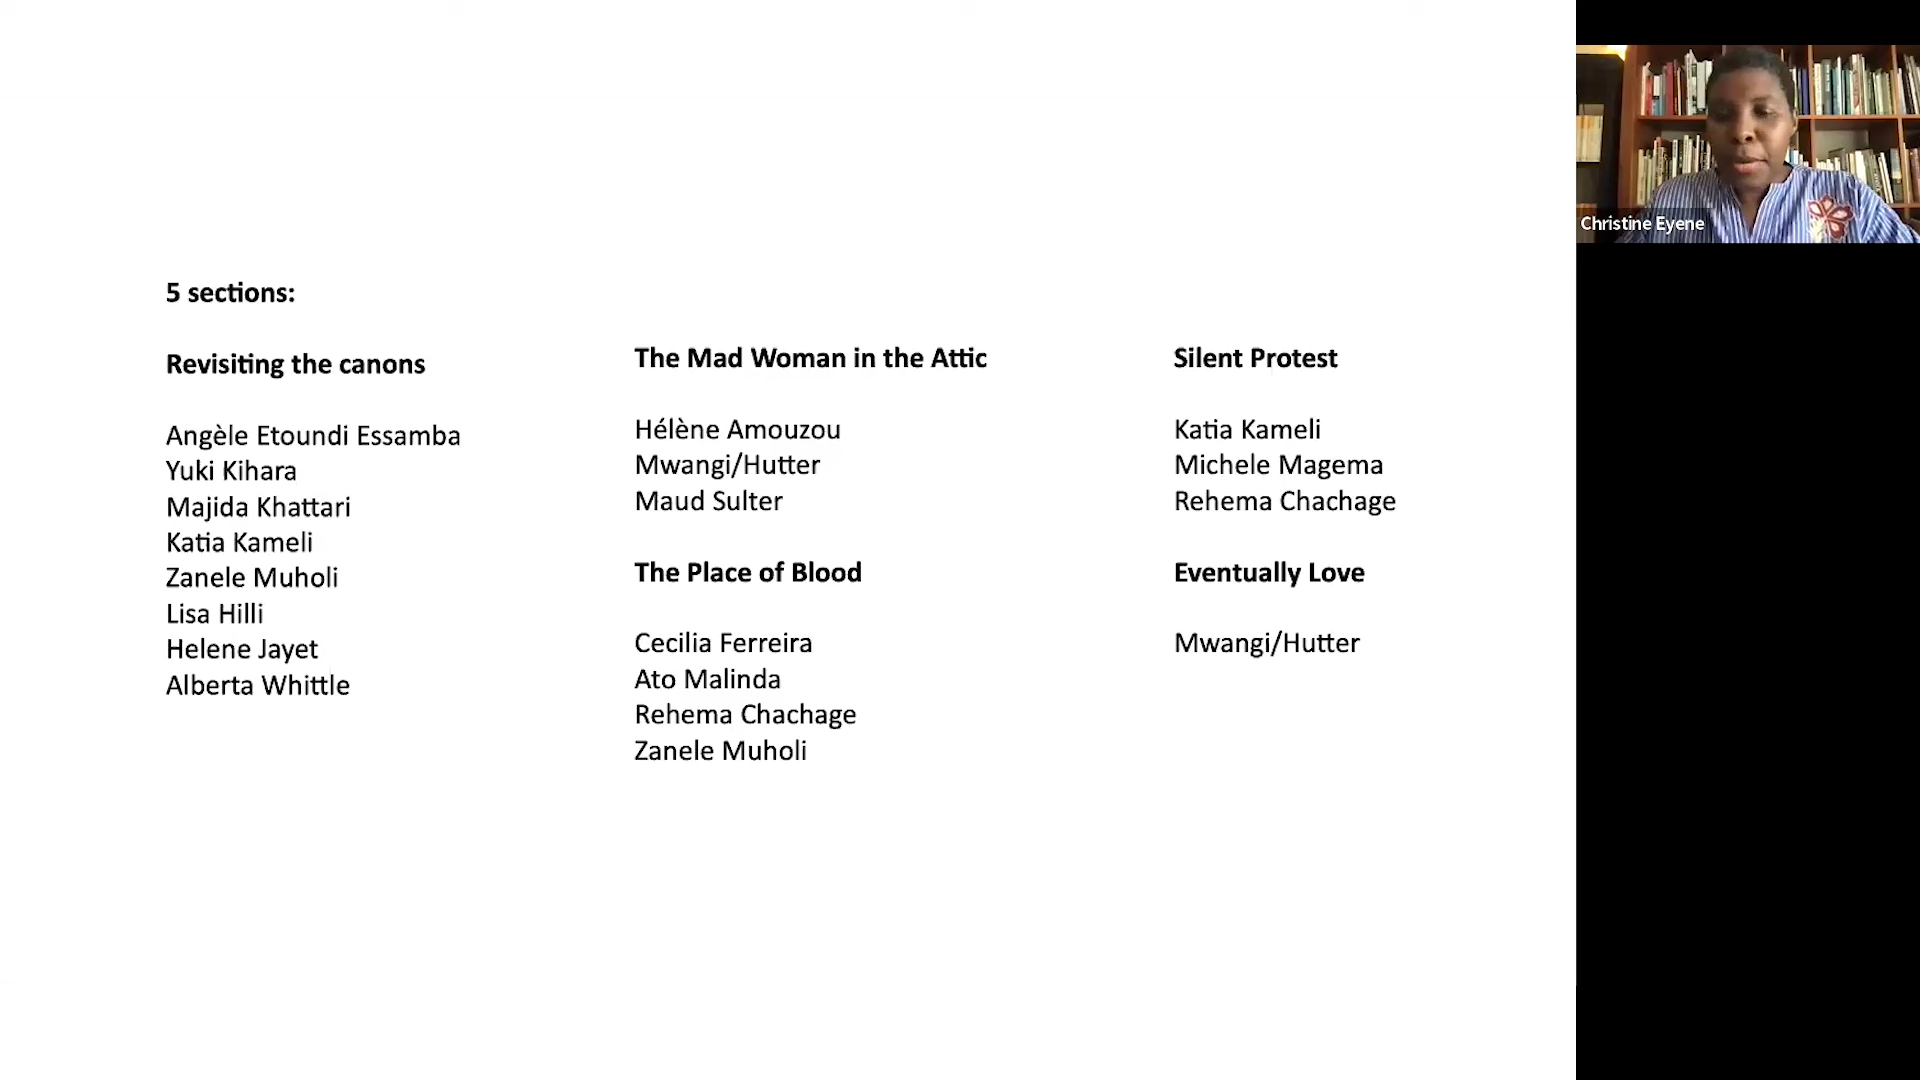 5 sections:
Revisiting the canons
Angèle Etoundi Essamba
Yuki Kihara
Majida Khattari
Katia Kameli
Zanele Muholi
Lisa Hilli
Helene Jayet
Alberta Whittle
The Mad Woman in the Attic
Hélène Amouzou
Mwangi/Hutter
Maud Sulter
The Place of Blood
Cecilia Ferreira
Ato Malinda
Rehema Chachage
Zanele Muholi
Silent Protest
Katia Kameli
Michele Magema
Rehema Chachage
Eventually Love
Mwangi/Hutter
Christine Eyene